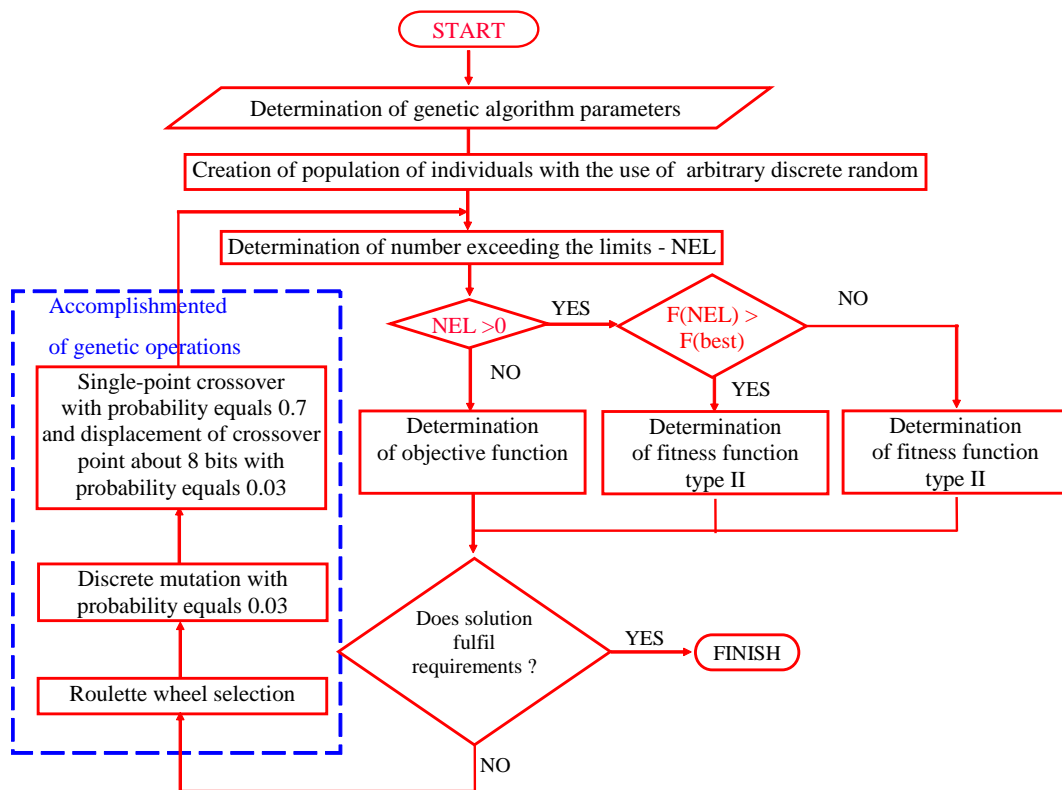 START
Determination of genetic algorithm parameters
Creation of population of individuals with the use of arbitrary discrete random
Determination of number exceeding the limits - NEL
Accomplishmented
of genetic operations
NEL >0
YES
F(NEL) >
F(best)
NO
NO
YES
Single-point crossover
with probability equals 0.7
and displacement of crossover
point about 8 bits with
probability equals 0.03
Determination
of objective function
Determination
of fitness function
type II
Determination
of fitness function
type II
Discrete mutation with
probability equals 0.03
Does solution
fulfil
requirements ?
YES
FINISH
Roulette wheel selection
NO